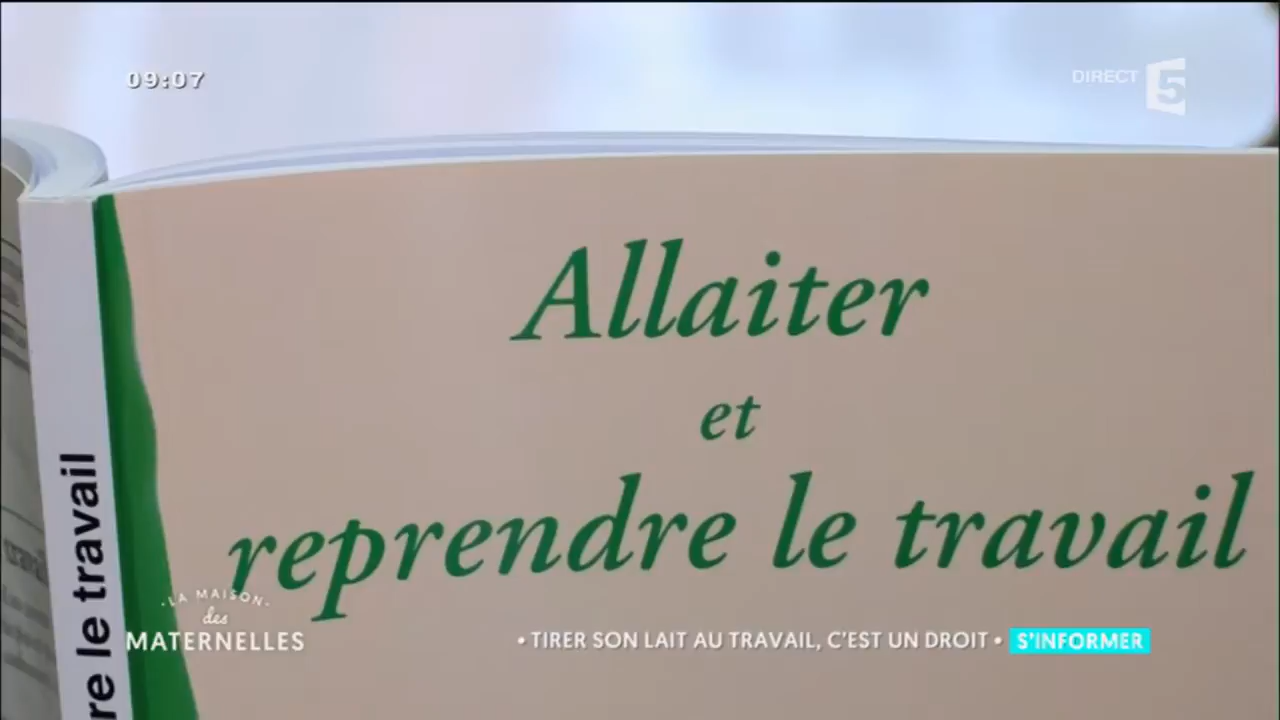 09:07
DIRECT 5
Allaiter
et
reprendre le travail
re le travail
LA MAISON
des
MATERNELLES
• TIRER SON LAIT AU TRAVAIL, C'EST UN DROIT • S'INFORMER